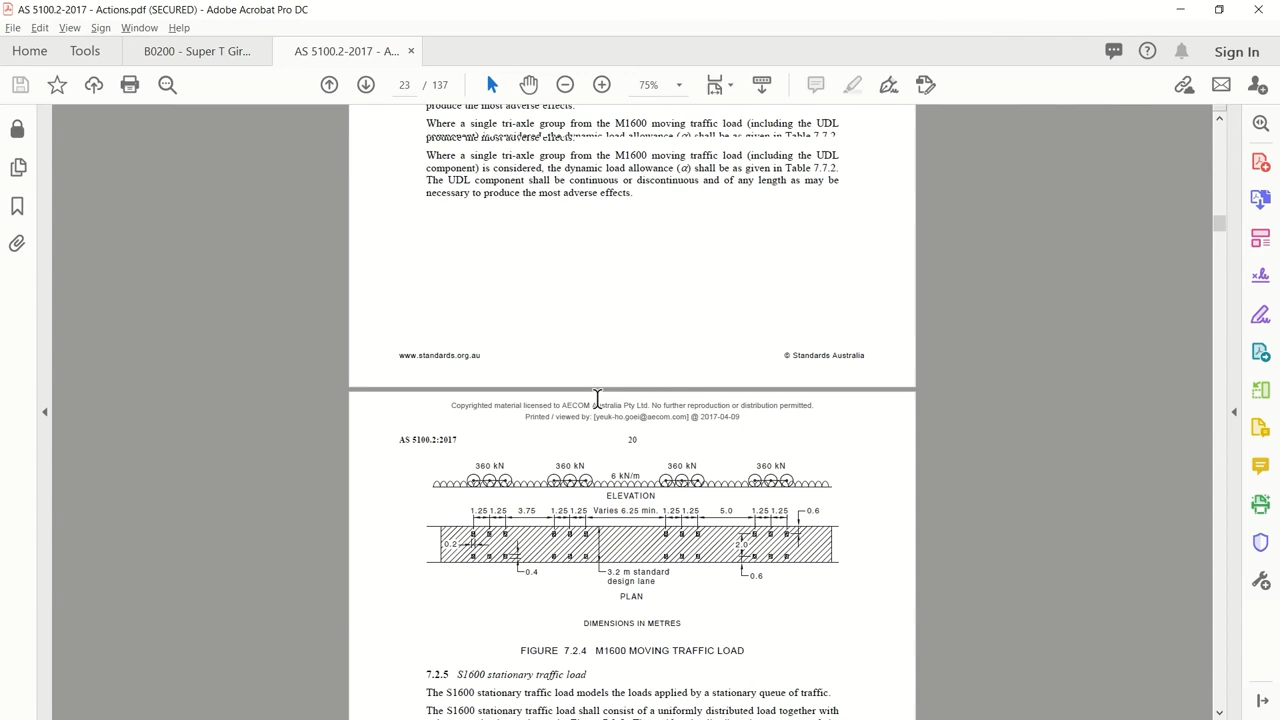 AS 5100.2-2017 - Actions.pdf (SECURED) - Adobe Acrobat Pro DC
File Edit View Sign Window Help
Home Tools B0200 - Super T Gir... AS 5100.2-2017 - A... × Sign In
23 / 137 75%
produce the most adverse effects.
Where a single tri-axle group from the M1600 moving traffic load (including the UDL
component) is considered, the dynamic load allowance (α) shall be as given in Table 7.7.2.
produce the most adverse effects.
Where a single tri-axle group from the M1600 moving traffic load (including the UDL
component) is considered, the dynamic load allowance (α) shall be as given in Table 7.7.2.
The UDL component shall be continuous or discontinuous and of any length as may be
necessary to produce the most adverse effects.
www.standards.org.au © Standards Australia
Copyrighted material licensed to AECOM Australia Pty Ltd. No further reproduction or distribution permitted.
Printed / viewed by: [yeuk-ho.goei@aecom.com] @ 2017-04-09
AS 5100.2:2017 20
360 kN 360 kN 360 kN 360 kN
6 kN/m
ELEVATION
1.25 1.25 3.75 1.25 1.25 Varies 6.25 min. 1.25 1.25 5.0 1.25 1.25 0.6
0.2 2.0
0.4 3.2 m standard
design lane 0.6
PLAN
DIMENSIONS IN METRES
FIGURE 7.2.4 M1600 MOVING TRAFFIC LOAD
7.2.5 S1600 stationary traffic load
The S1600 stationary traffic load models the loads applied by a stationary queue of traffic.
The S1600 stationary traffic load shall consist of a uniformly distributed load together with